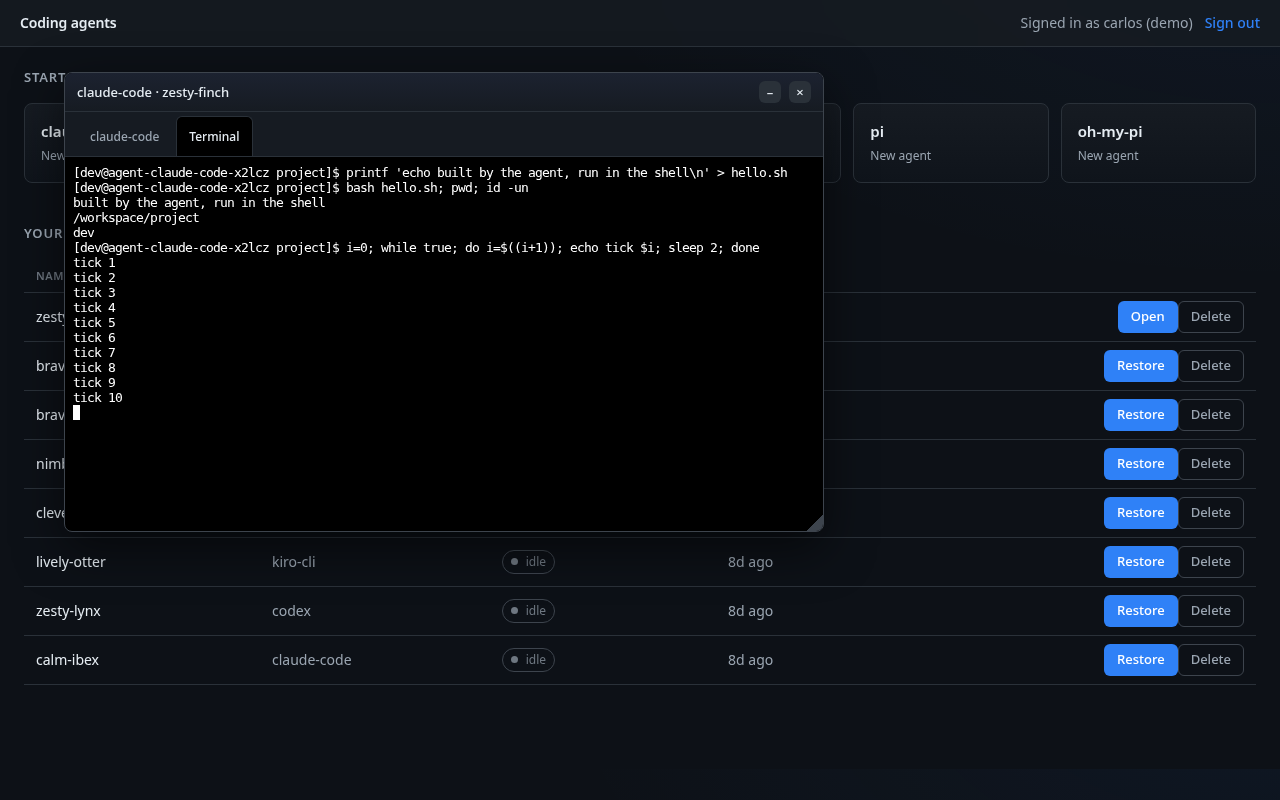 Coding agents
Signed in as carlos (demo) Sign out
START
claude-code · zesty-finch
– ×
claude-code Terminal
pi
New agent
oh-my-pi
New agent
New
[dev@agent-claude-code-x2lcz project]$ printf 'echo built by the agent, run in the shell\n' > hello.sh
[dev@agent-claude-code-x2lcz project]$ bash hello.sh; pwd; id -un
built by the agent, run in the shell
/workspace/project
dev
[dev@agent-claude-code-x2lcz project]$ i=0; while true; do i=$((i+1)); echo tick $i; sleep 2; done
tick 1
tick 2
tick 3
tick 4
tick 5
tick 6
tick 7
tick 8
tick 9
tick 10
YOUR
Open Delete
Restore Delete
Restore Delete
Restore Delete
Restore Delete
lively-otter kiro-cli idle 8d ago Restore Delete
zesty-lynx codex idle 8d ago Restore Delete
calm-ibex claude-code idle 8d ago Restore Delete